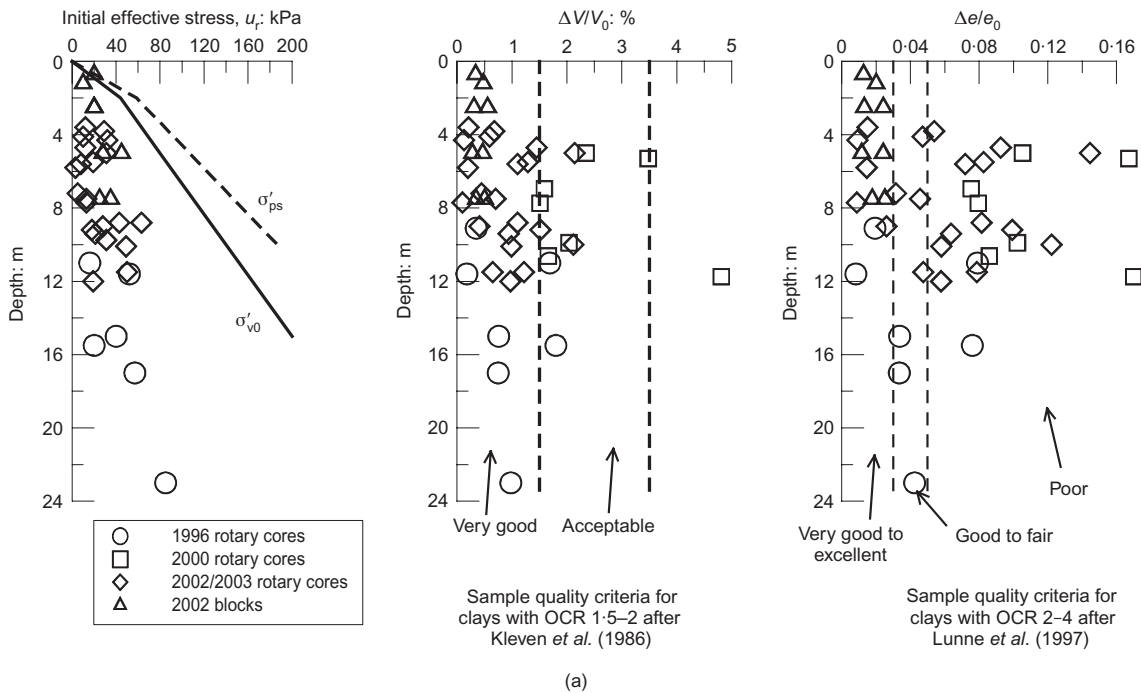 Initial effective stress, uᵣ: kPa
0 40 80 120 160 200
0
4
8
12
16
20
24
Depth: m
σ′ps
σ′v0
ΔV/V₀: %
0 1 2 3 4 5
0
4
8
12
16
20
24
Depth: m
Very good
Acceptable
Δe/e₀
0 0·04 0·08 0·12 0·16
0
4
8
12
16
20
24
Depth: m
Poor
Very good to
excellent
Good to fair
1996 rotary cores
2000 rotary cores
2002/2003 rotary cores
2002 blocks
Sample quality criteria for
clays with OCR 1·5–2 after
Kleven et al. (1986)
Sample quality criteria for
clays with OCR 2–4 after
Lunne et al. (1997)
(a)